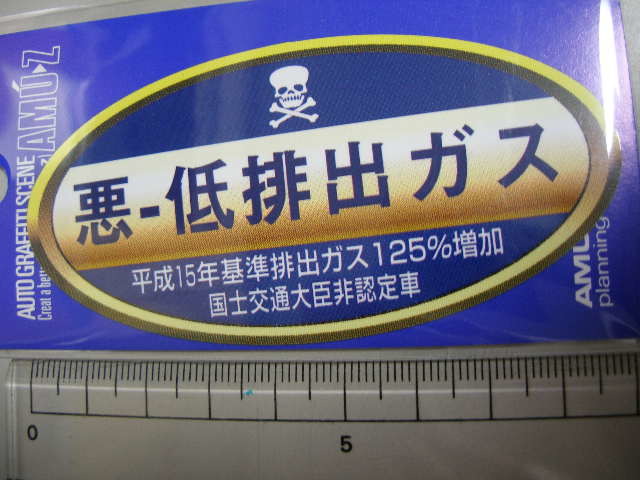 悪-低排出ガス
平成15年基準排出ガス125%増加
国土交通大臣非認定車
AUTO GRAFFITI SCENE
AMÚ▸Z
Creat a
planning
0
5